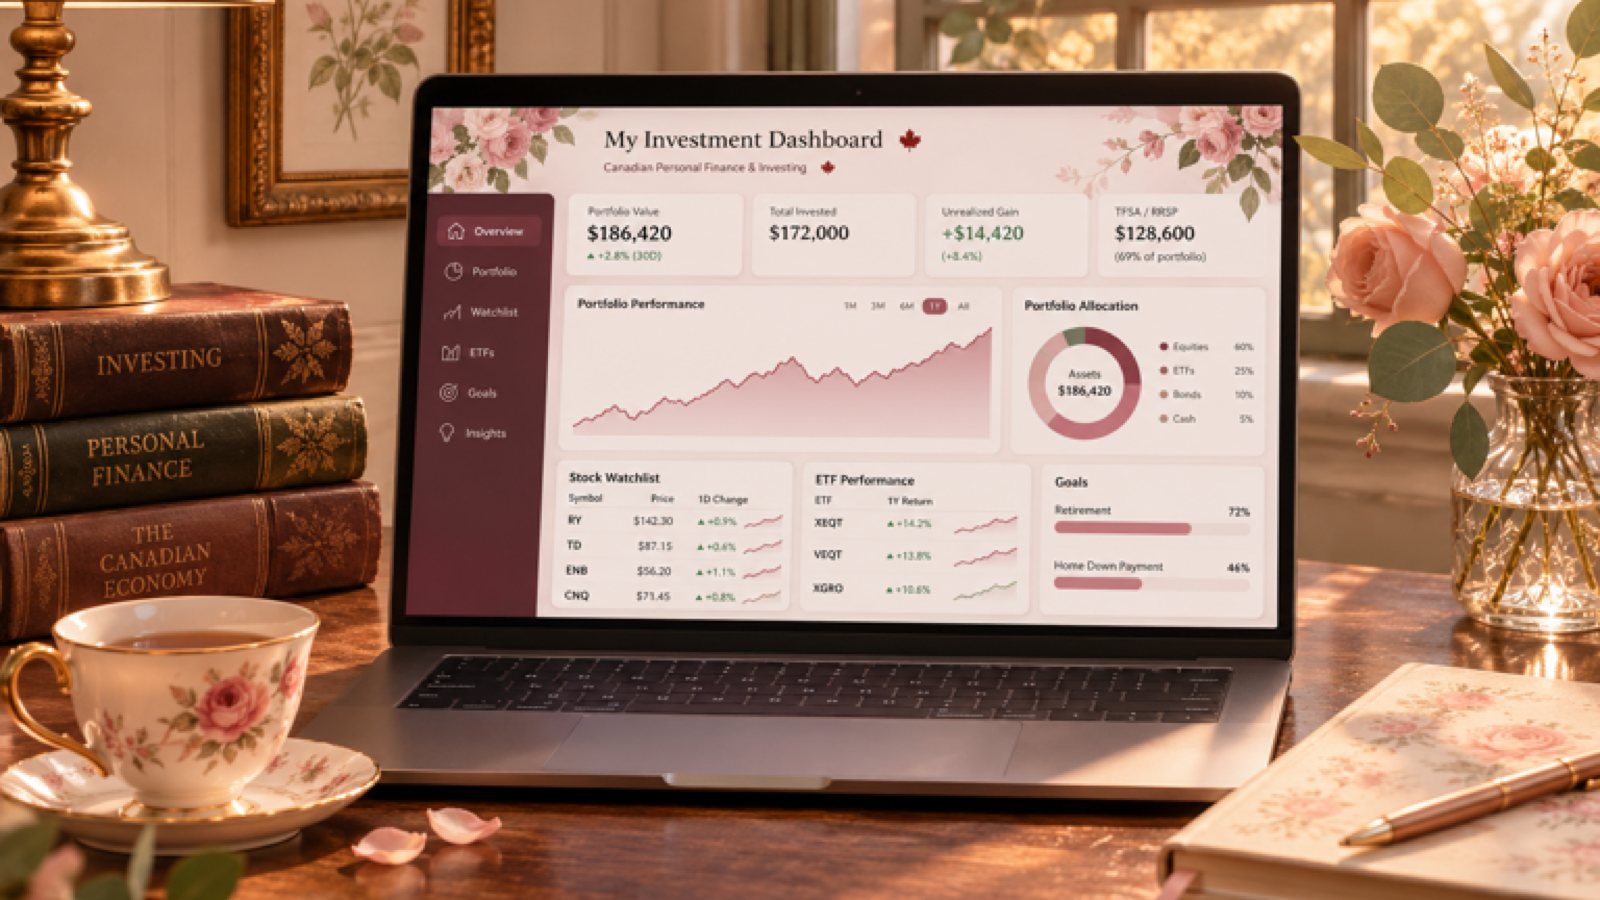 INVESTING
PERSONAL
FINANCE
THE
CANADIAN
ECONOMY
My Investment Dashboard
Canadian Personal Finance & Investing
Overview
Portfolio
Watchlist
ETFs
Goals
Insights
Portfolio Value
$186,420
▲ +2.8% (30D)
Total Invested
$172,000
Unrealized Gain
+$14,420
(+8.4%)
TFSA / RRSP
$128,600
(69% of portfolio)
Portfolio Performance
1M 3M 6M 1Y All
Portfolio Allocation
Assets
$186,420
Equities 60%
ETFs 25%
Bonds 10%
Cash 5%
Stock Watchlist
Symbol Price 1D Change
RY $142.30 ▲ +0.9%
TD $87.15 ▲ +0.6%
ENB $56.20 ▲ +1.1%
CNQ $71.45 ▲ +0.8%
ETF Performance
ETF 1Y Return
XEQT ▲ +14.2%
VEQT ▲ +13.8%
XGRO ▲ +10.6%
Goals
Retirement 72%
Home Down Payment 46%